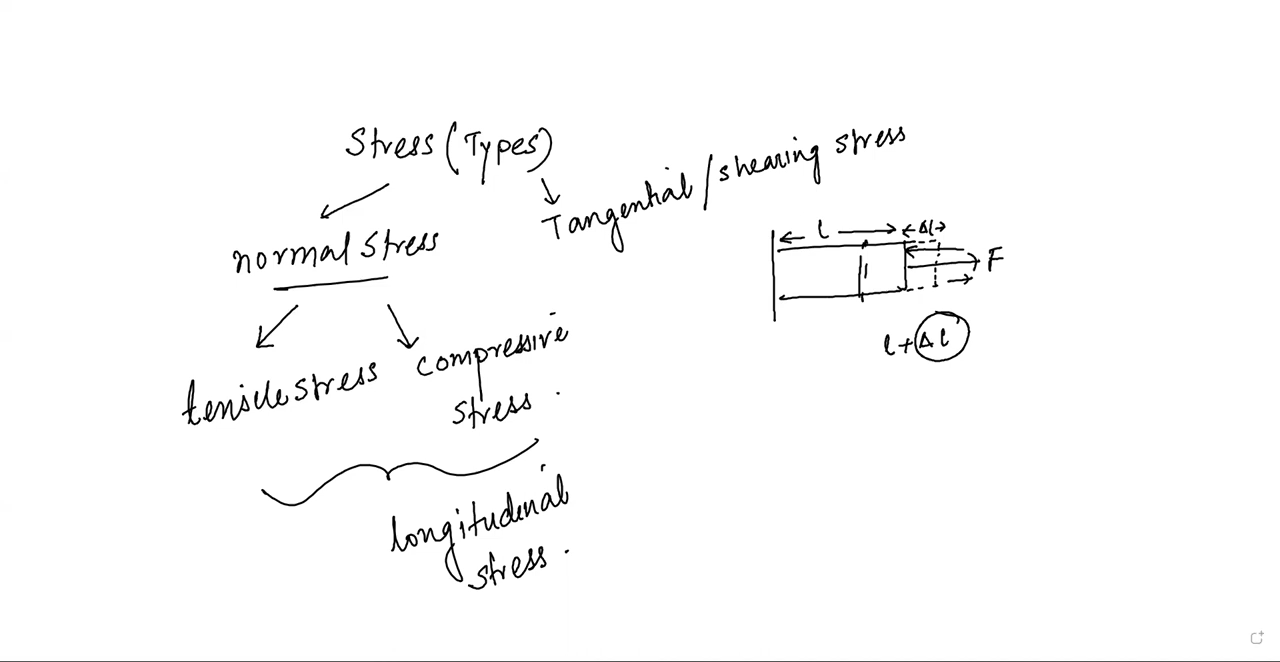 Stress (Types)
Tangential/shearing stress
normal stress
tensile stress
compressive
stress.
longitudenal
stress.
l
Δl
F
l+Δl